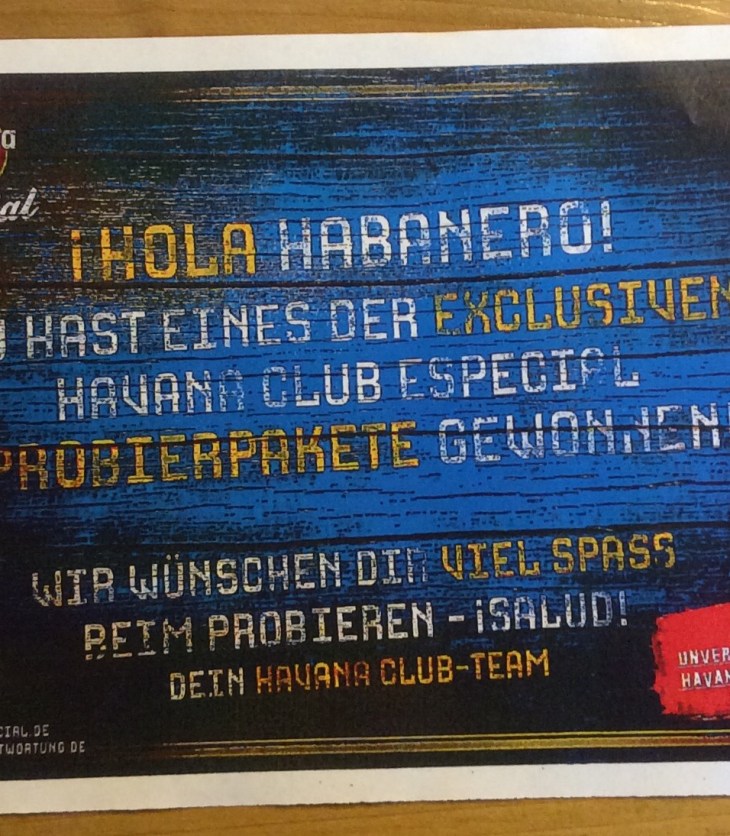 ¡HOLA HABANERO!
HAST EINES DER EXCLUSIVEN
HAVANA CLUB ESPECIAL
PROBIERPAKETE GEWONNEN!
WIR WÜNSCHEN DIR VIEL SPASS
BEIM PROBIEREN - ¡SALUD!
DEIN HAVANA CLUB-TEAM